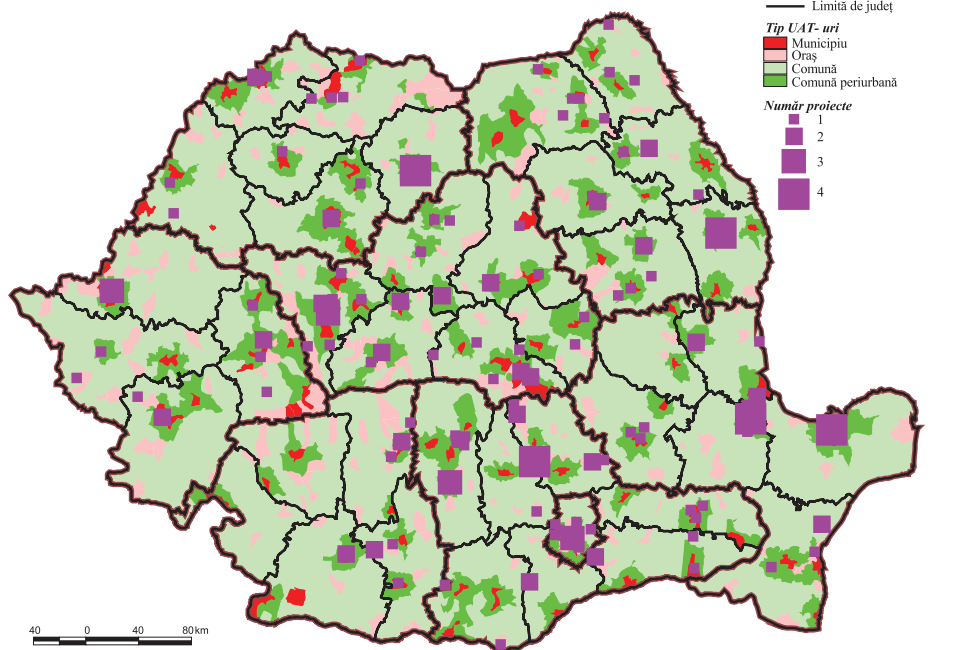 Limită de județ
Tip UAT- uri
Municipiu
Oraș
Comună
Comună periurbană
Număr proiecte
1
2
3
4
40 0 40 80 km